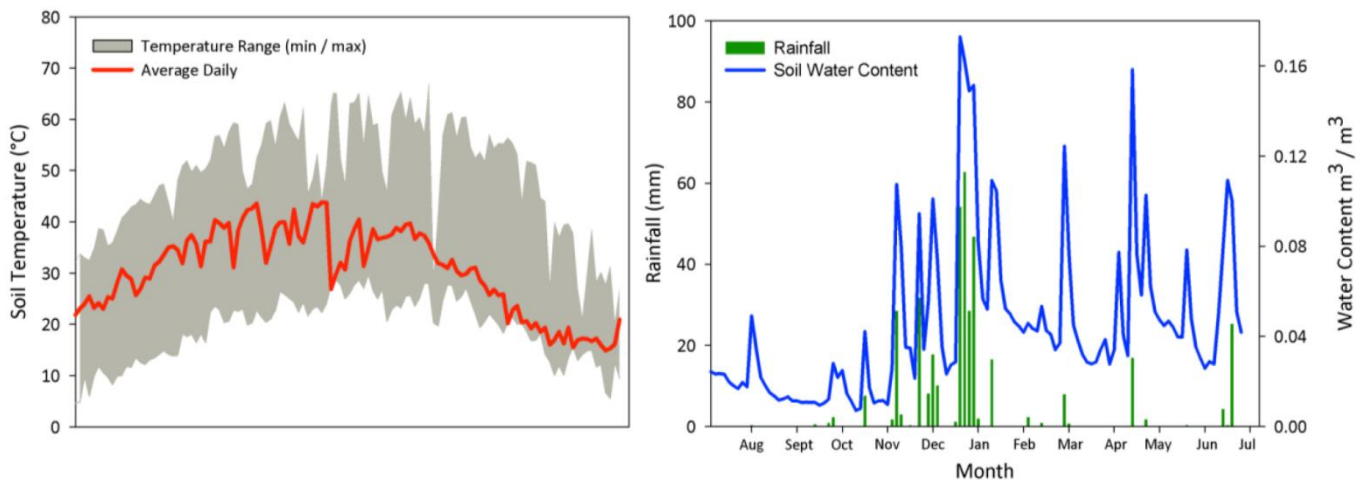 80
70
60
50
40
30
20
10
0
Soil Temperature (°C)
Temperature Range (min / max)
Average Daily
100
80
60
40
20
0
Rainfall (mm)
Rainfall
Soil Water Content
0.16
0.12
0.08
0.04
0.00
Water Content m³ / m³
Aug Sept Oct Nov Dec Jan Feb Mar Apr May Jun Jul
Month